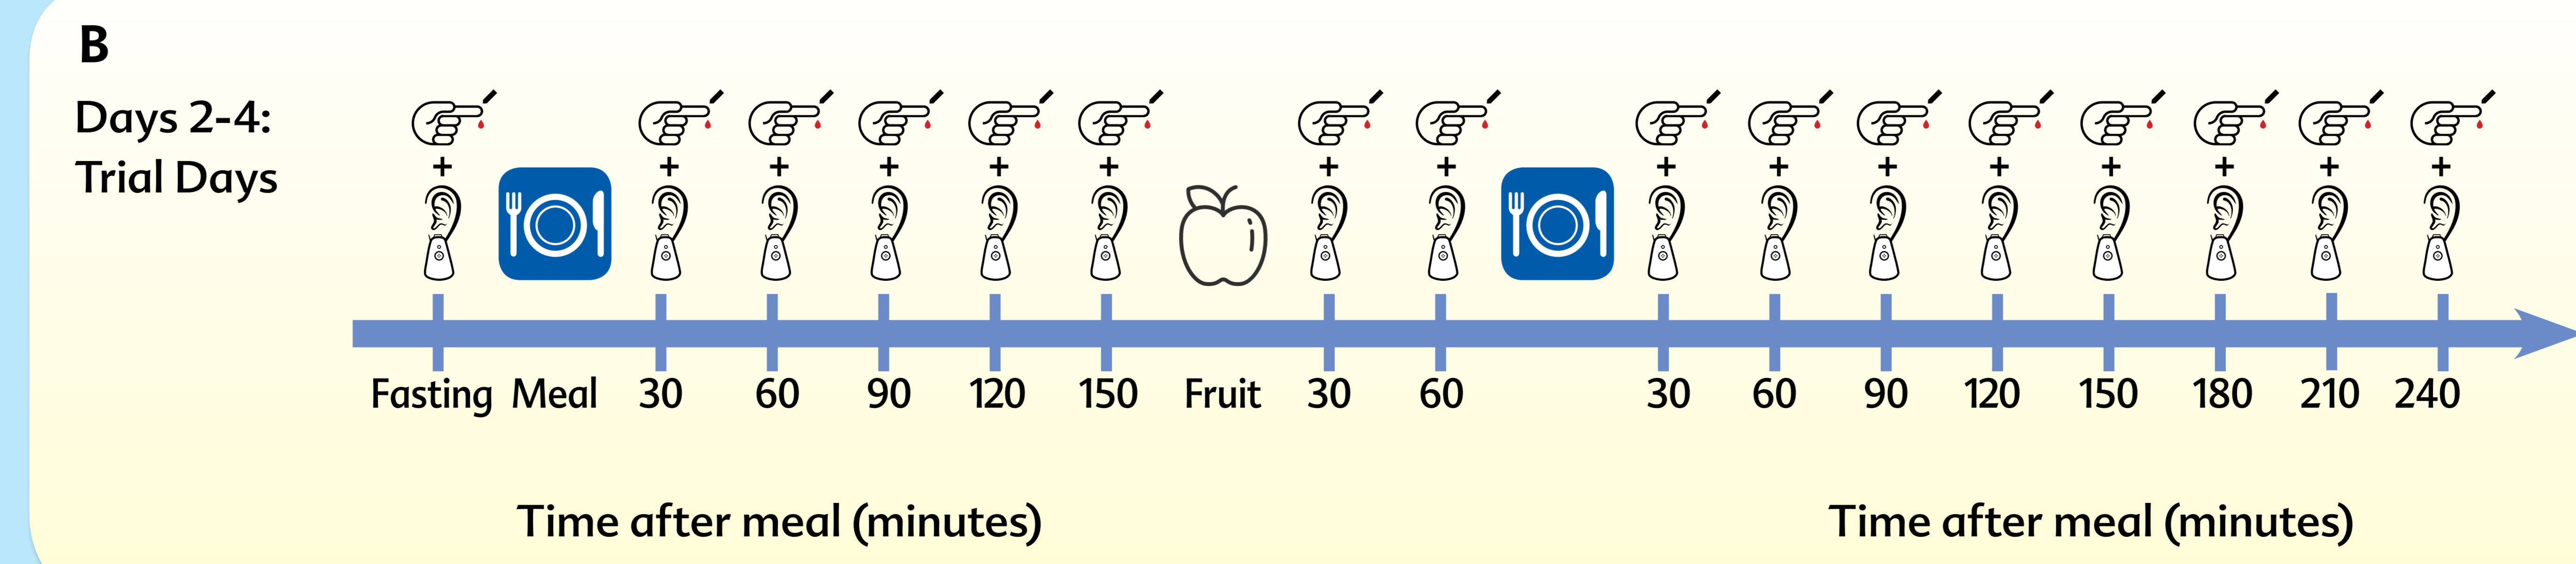 B
Days 2-4:
Trial Days
+ + + + + + + + + + + + + + + +
Fasting Meal 30 60 90 120 150 Fruit 30 60 30 60 90 120 150 180 210 240
Time after meal (minutes) Time after meal (minutes)